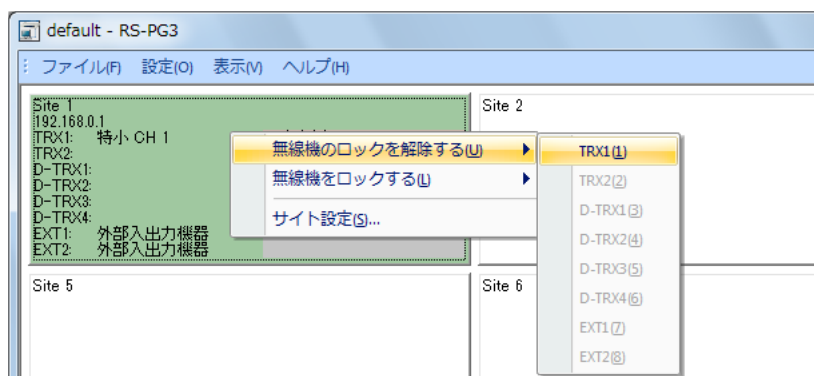 default - RS-PG3
ファイル(F) 設定(O) 表示(V) ヘルプ(H)
Site 1
192.168.0.1
TRX1: 特小 CH 1
TRX2:
D-TRX1:
D-TRX2:
D-TRX3:
D-TRX4:
EXT1: 外部入出力機器
EXT2: 外部入出力機器
無線機のロックを解除する(U)
無線機をロックする(L)
サイト設定(S)...
Site 2
TRX1(1)
TRX2(2)
D-TRX1(3)
D-TRX2(4)
D-TRX3(5)
D-TRX4(6)
EXT1(7)
EXT2(8)
Site 5
Site 6